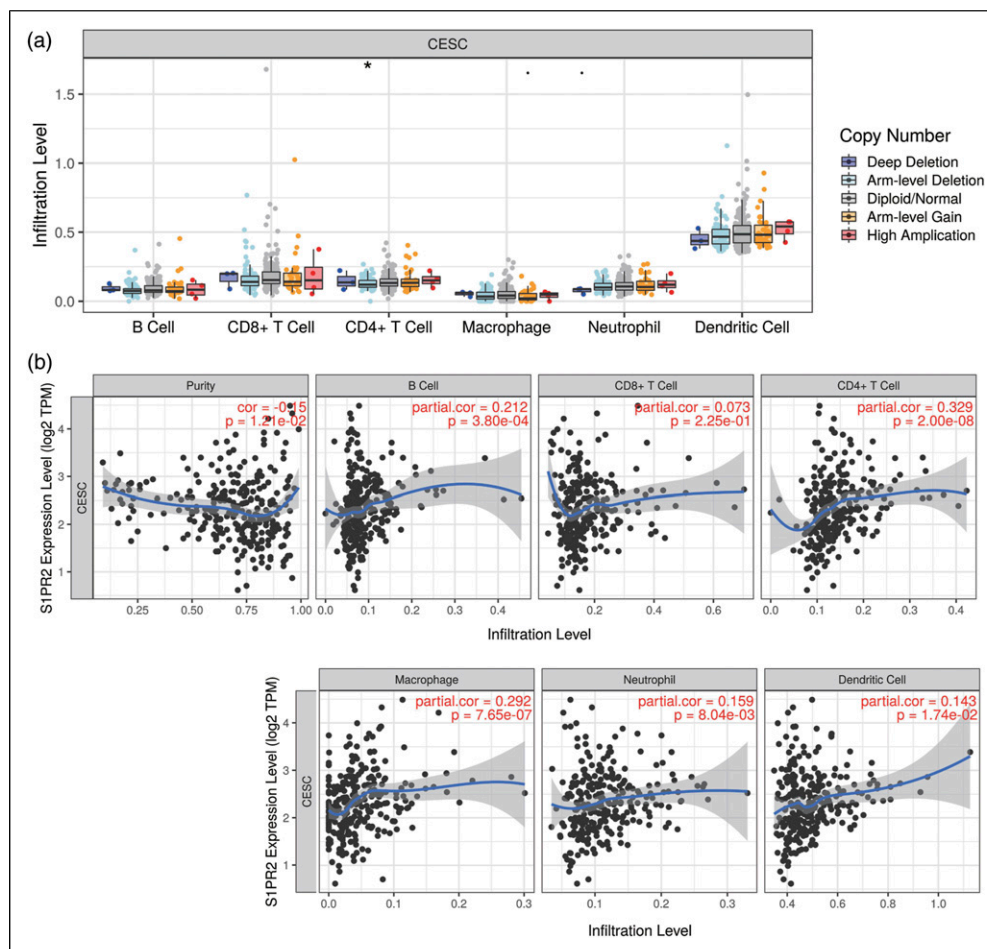 (a)
CESC
*
Infiltration Level
1.5
1.0
0.5
0.0
B Cell
CD8+ T Cell
CD4+ T Cell
Macrophage
Neutrophil
Dendritic Cell
Copy Number
Deep Deletion
Arm-level Deletion
Diploid/Normal
Arm-level Gain
High Amplication
(b)
S1PR2 Expression Level (log2 TPM)
CESC
4
3
2
1
Purity
cor = -0.15
p = 1.21e-02
0.25
0.50
0.75
1.00
B Cell
partial.cor = 0.212
p = 3.80e-04
0.0
0.1
0.2
0.3
0.4
CD8+ T Cell
partial.cor = 0.073
p = 2.25e-01
0.2
0.4
0.6
CD4+ T Cell
partial.cor = 0.329
p = 2.00e-08
0.0
0.1
0.2
0.3
0.4
Infiltration Level
S1PR2 Expression Level (log2 TPM)
CESC
4
3
2
1
Macrophage
partial.cor = 0.292
p = 7.65e-07
0.0
0.1
0.2
0.3
Neutrophil
partial.cor = 0.159
p = 8.04e-03
0.1
0.2
0.3
Dendritic Cell
partial.cor = 0.143
p = 1.74e-02
0.4
0.6
0.8
1.0
Infiltration Level